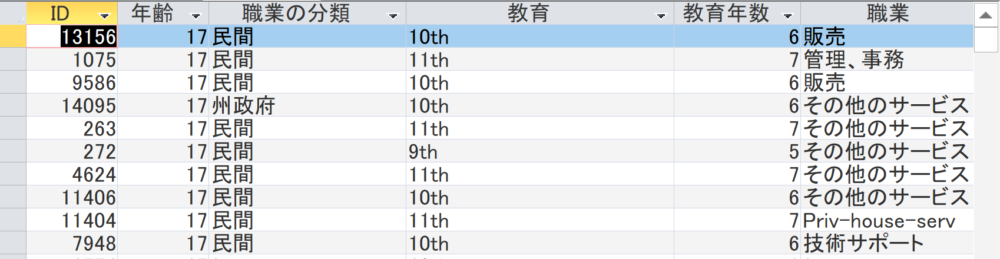 ID 年齢 職業の分類 教育 教育年数 職業
13156 17 民間 10th 6 販売
1075 17 民間 11th 7 管理、事務
9586 17 民間 10th 6 販売
14095 17 州政府 10th 6 その他のサービス
263 17 民間 11th 7 その他のサービス
272 17 民間 9th 5 その他のサービス
4624 17 民間 11th 7 その他のサービス
11406 17 民間 10th 6 その他のサービス
11404 17 民間 11th 7 Priv-house-serv
7948 17 民間 10th 6 技術サポート